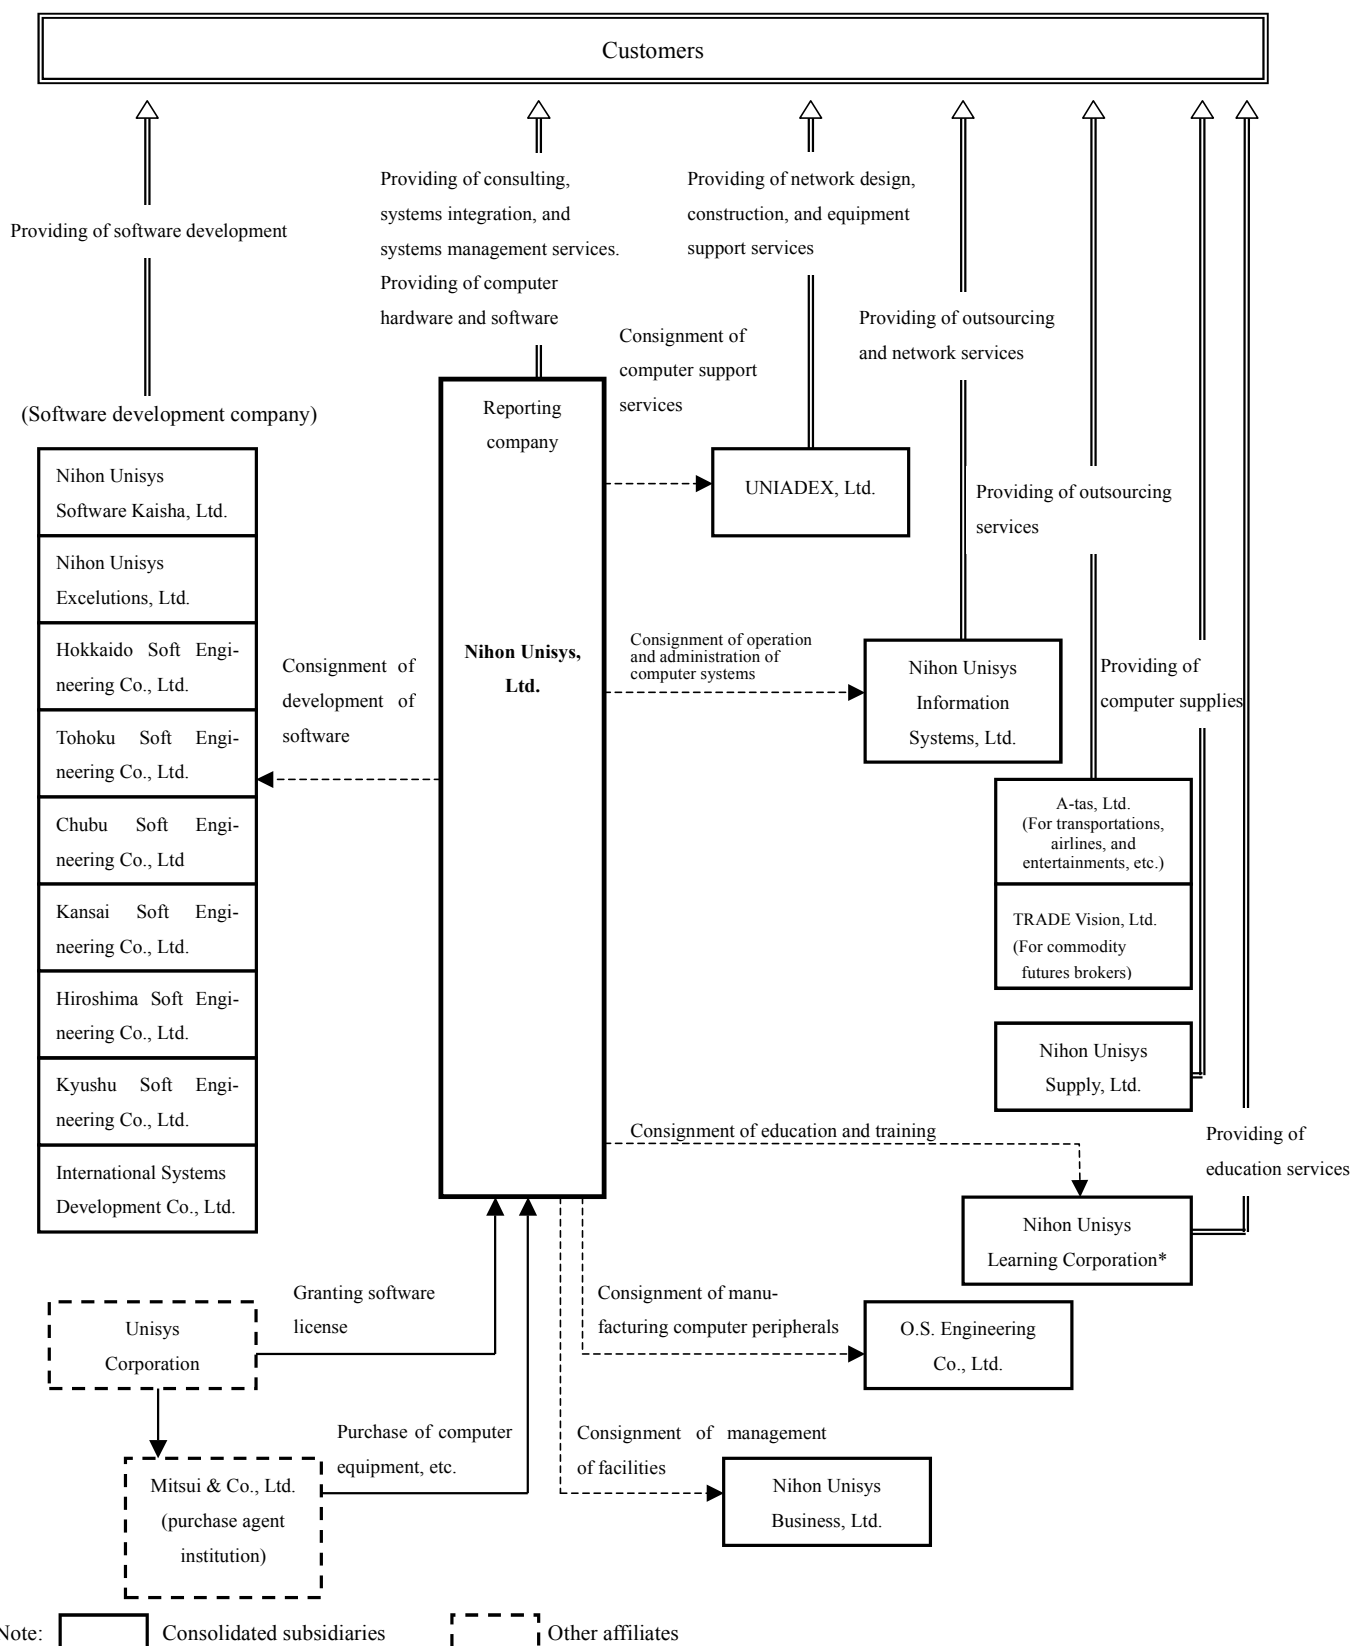 Customers
Providing of software development
Providing of consulting,
systems integration, and
systems management services.
Providing of computer
hardware and software
Providing of network design,
construction, and equipment
support services
Providing of outsourcing
and network services
Consignment of
computer support
services
Providing of outsourcing
services
Providing of
computer supplies
(Software development company)
Nihon Unisys
Software Kaisha, Ltd.
Nihon Unisys
Excelutions, Ltd.
Hokkaido Soft Engi-
neering Co., Ltd.
Tohoku Soft Engi-
neering Co., Ltd.
Chubu Soft Engi-
neering Co., Ltd
Kansai Soft Engi-
neering Co., Ltd.
Hiroshima Soft Engi-
neering Co., Ltd.
Kyushu Soft Engi-
neering Co., Ltd.
International Systems
Development Co., Ltd.
Consignment of
development of
software
Reporting
company
Nihon Unisys,
Ltd.
UNIADEX, Ltd.
Consignment of operation
and administration of
computer systems
Nihon Unisys
Information
Systems, Ltd.
A-tas, Ltd.
(For transportations,
airlines, and
entertainments, etc.)
TRADE Vision, Ltd.
(For commodity
futures brokers)
Nihon Unisys
Supply, Ltd.
Consignment of education and training
Providing of
education services
Nihon Unisys
Learning Corporation*
Granting software
license
Unisys
Corporation
Consignment of manu-
facturing computer peripherals
O.S. Engineering
Co., Ltd.
Purchase of computer
equipment, etc.
Mitsui & Co., Ltd.
(purchase agent
institution)
Consignment of management
of facilities
Nihon Unisys
Business, Ltd.
Note: Consolidated subsidiaries Other affiliates